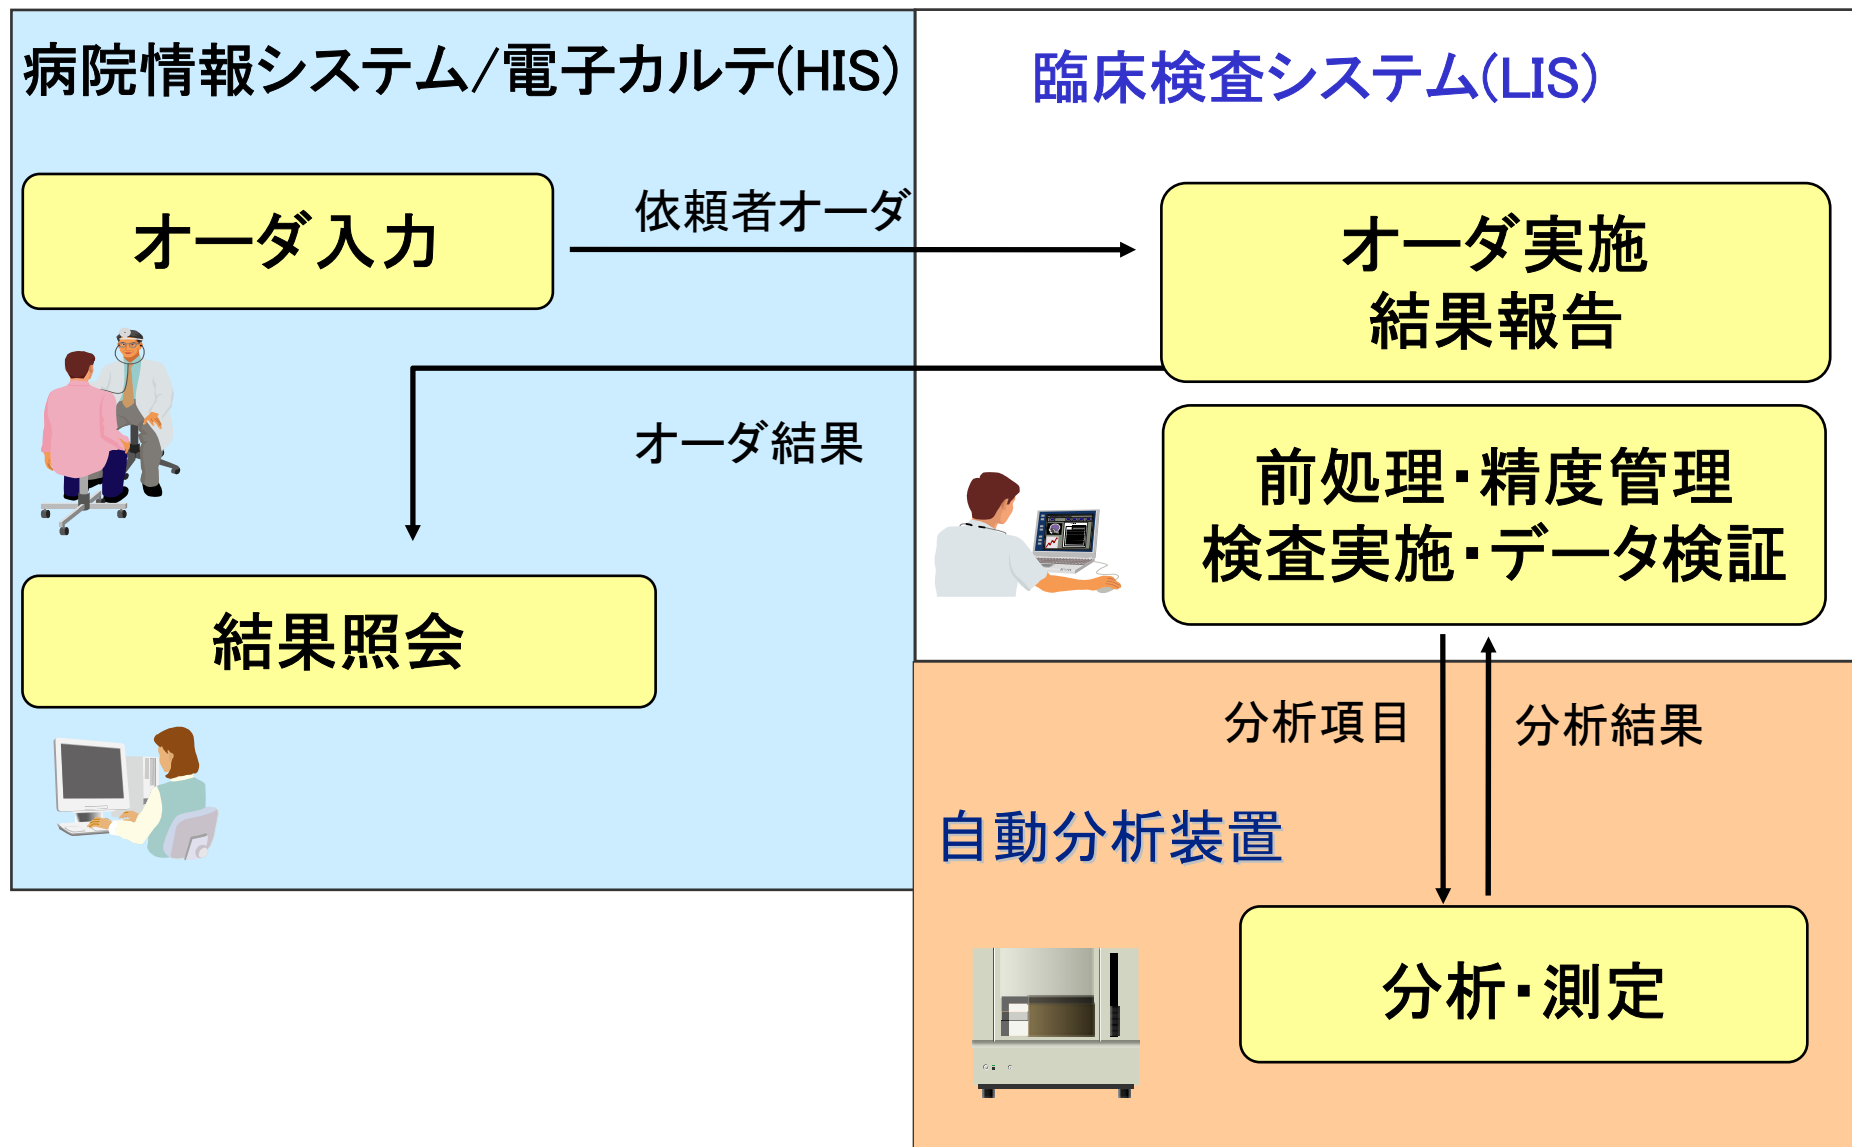 病院情報システム/電子カルテ(HIS)
臨床検査システム(LIS)
オーダ入力
依頼者オーダ
オーダ実施
結果報告
オーダ結果
前処理・精度管理
検査実施・データ検証
結果照会
分析項目
分析結果
自動分析装置
分析・測定